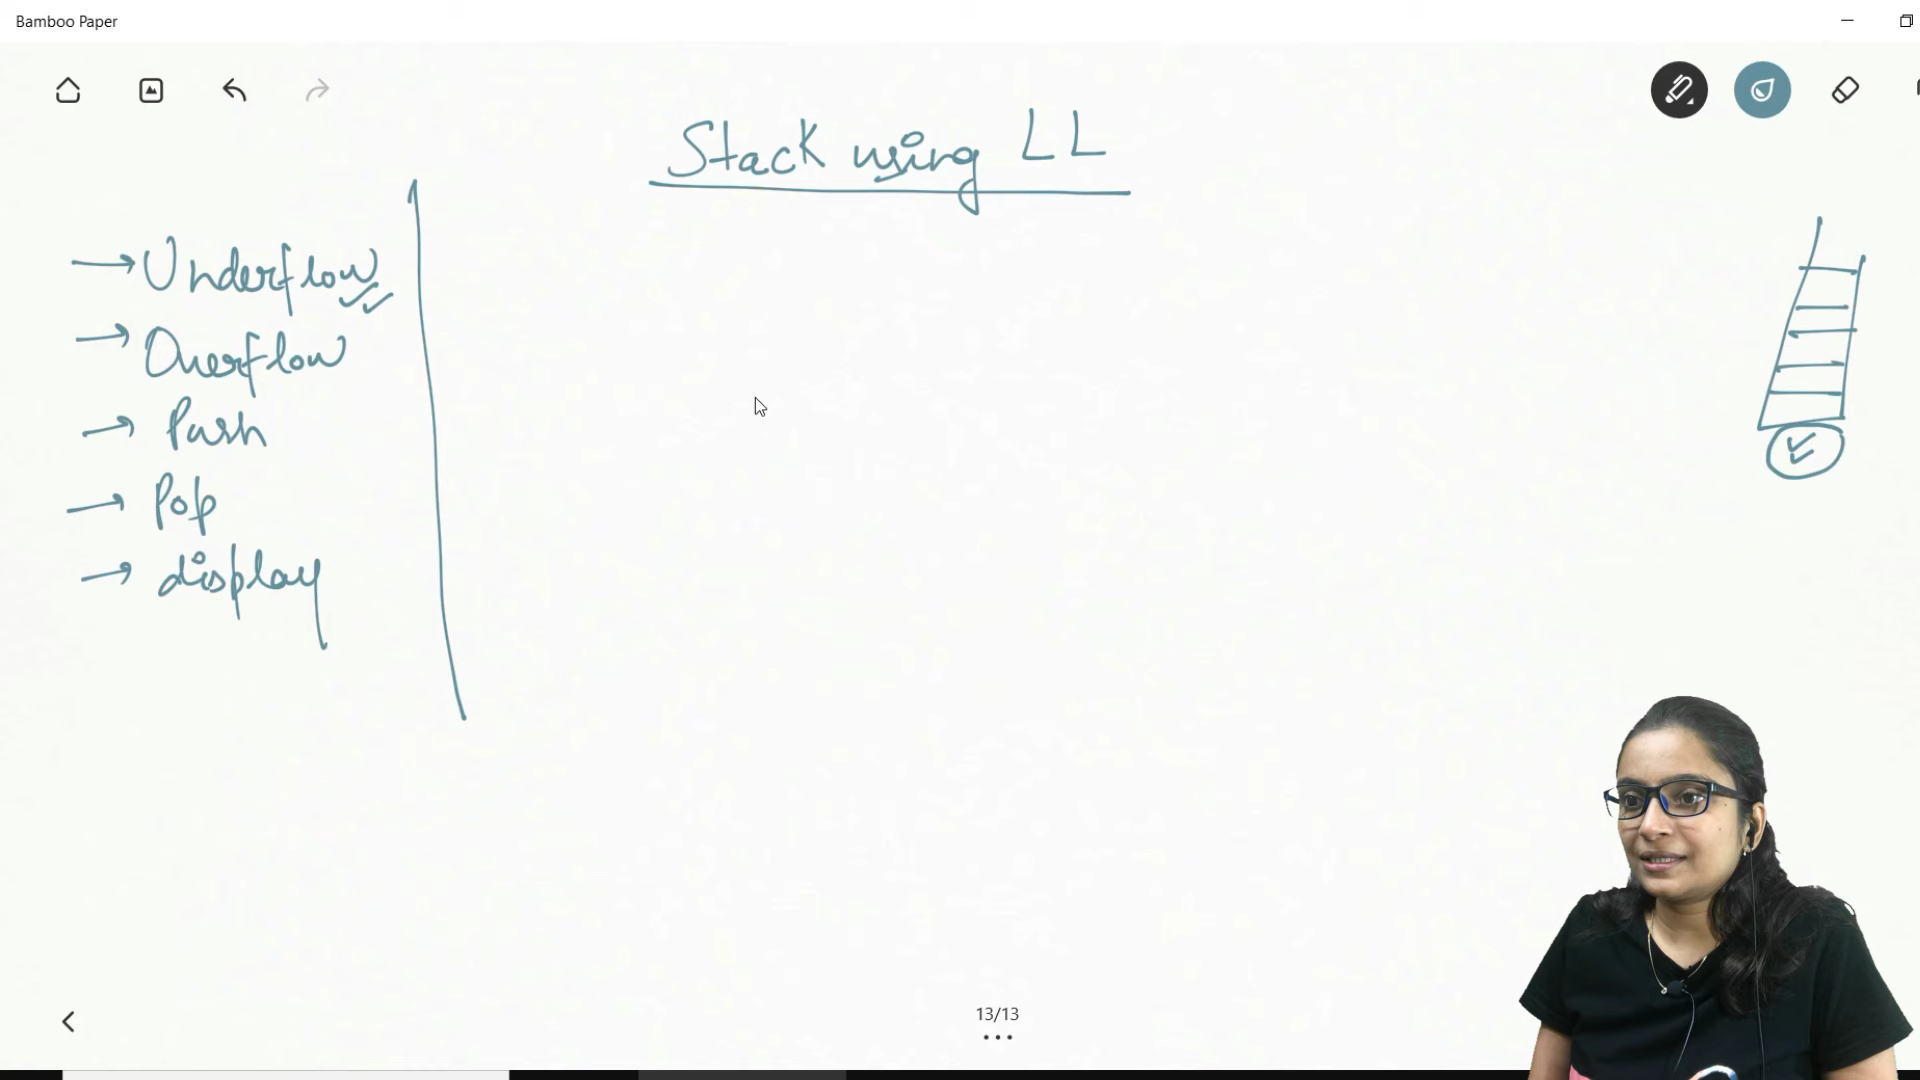 Bamboo Paper
Stack using LL
→ Underflow
→ Overflow
→ Push
→ Pop
→ display
13/13